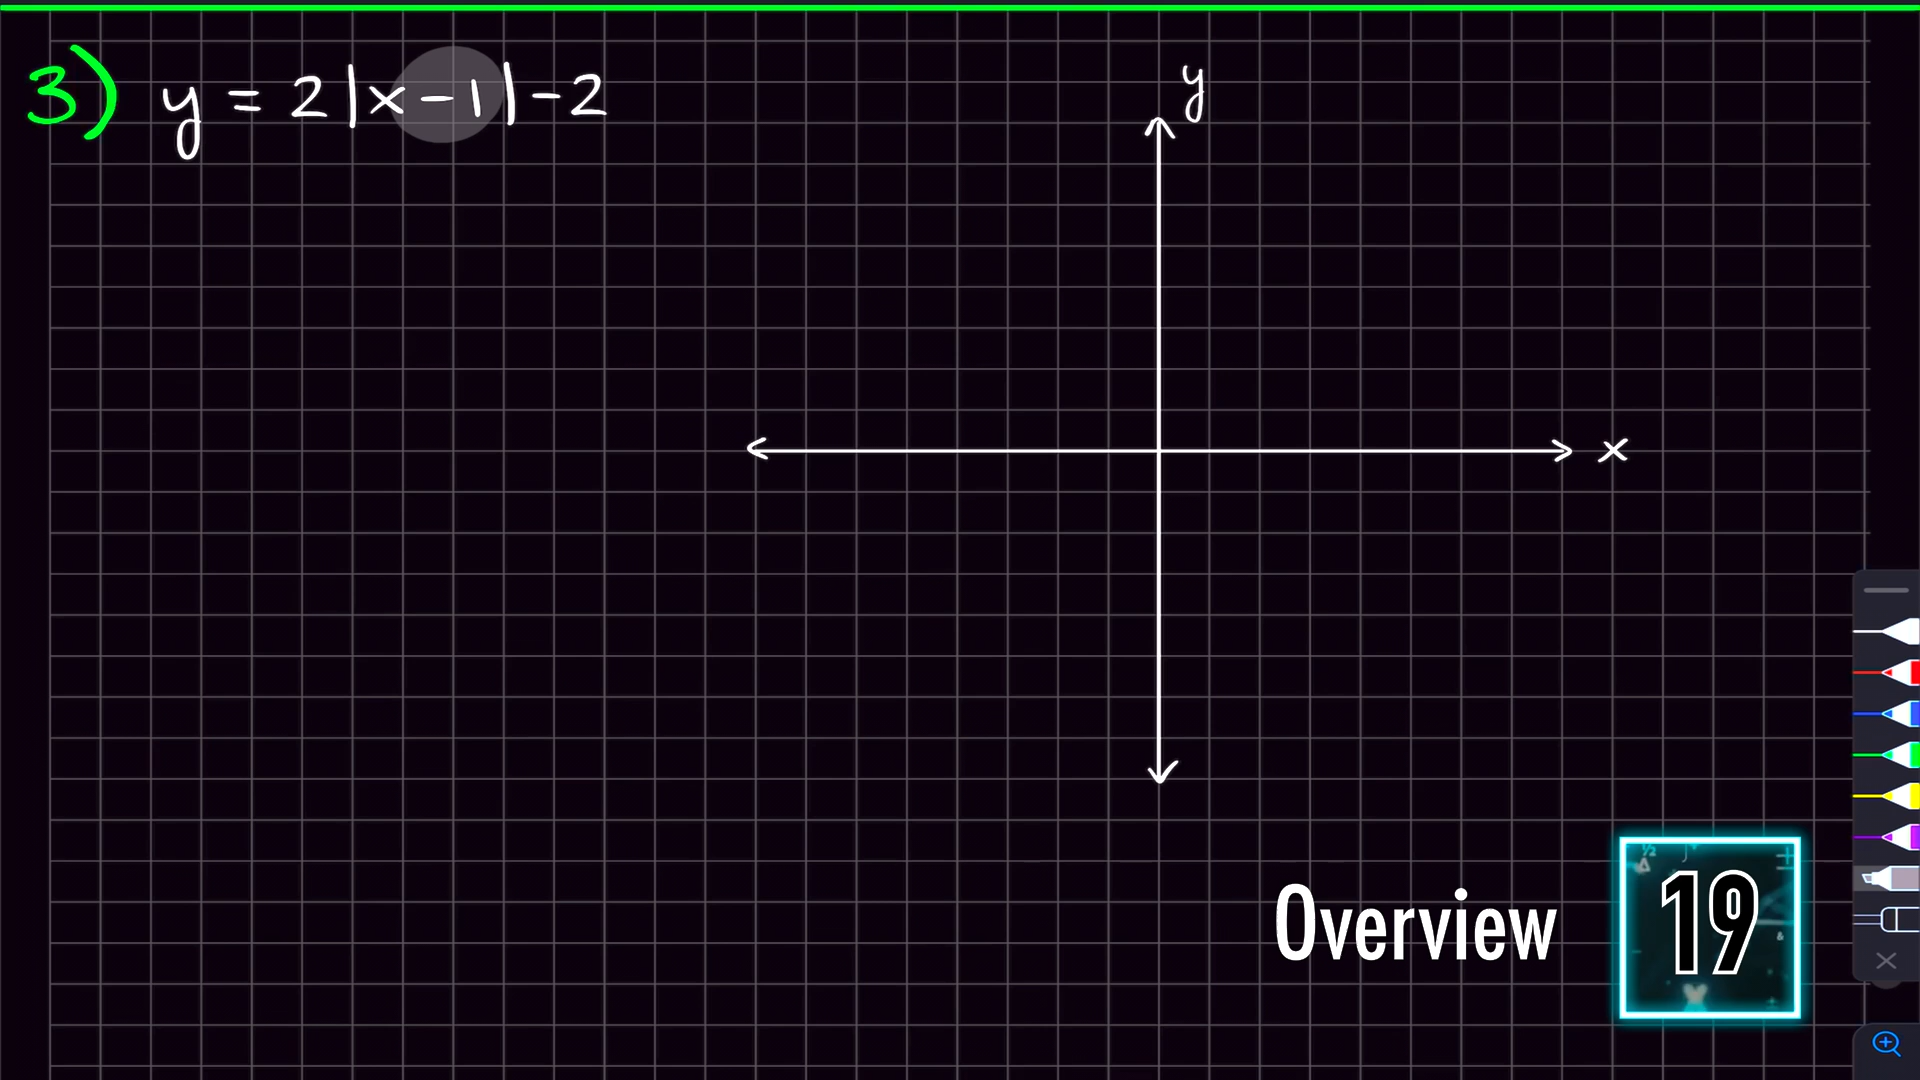 3) y = 2|x-1|-2
y
x
Overview 19